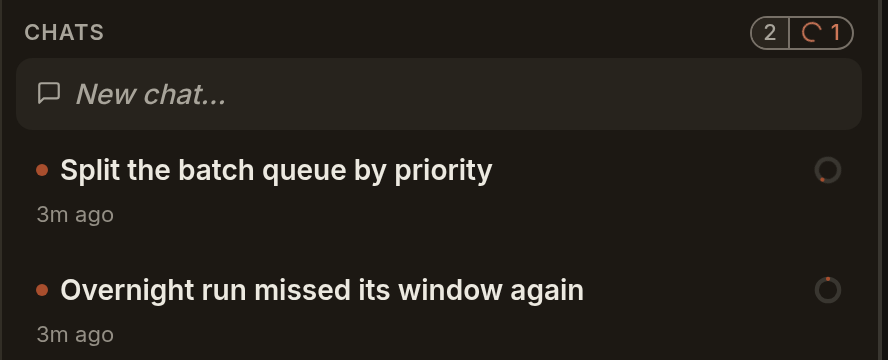 CHATS
2 1
New chat...
Split the batch queue by priority
3m ago
Overnight run missed its window again
3m ago